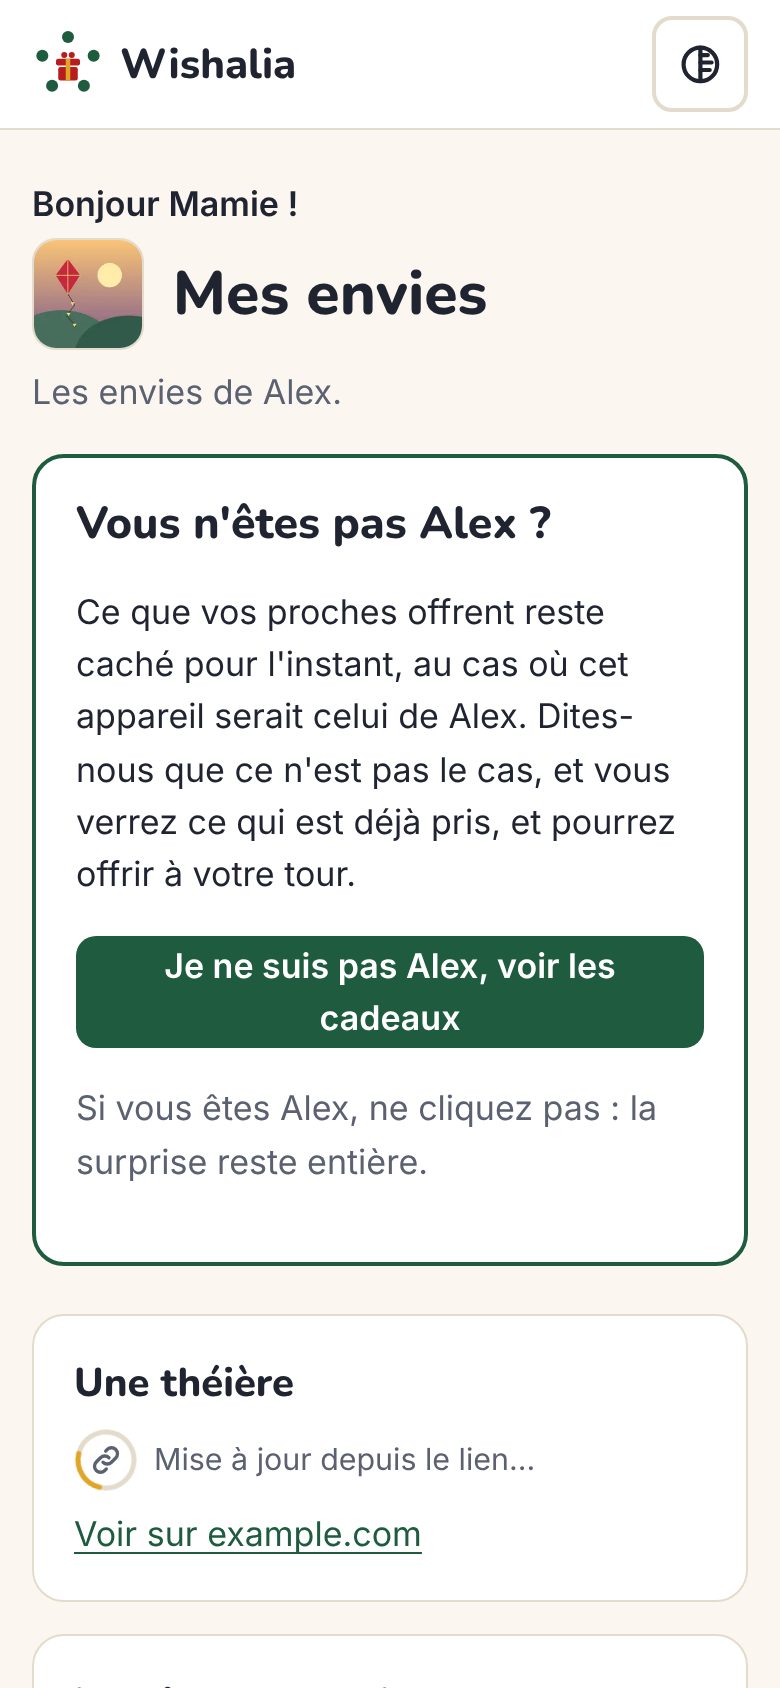 Wishalia
Bonjour Mamie !
Mes envies
Les envies de Alex.
Vous n'êtes pas Alex ?
Ce que vos proches offrent reste
caché pour l'instant, au cas où cet
appareil serait celui de Alex. Dites-
nous que ce n'est pas le cas, et vous
verrez ce qui est déjà pris, et pourrez
offrir à votre tour.
Je ne suis pas Alex, voir les
cadeaux
Si vous êtes Alex, ne cliquez pas : la
surprise reste entière.
Une théière
Mise à jour depuis le lien...
Voir sur example.com